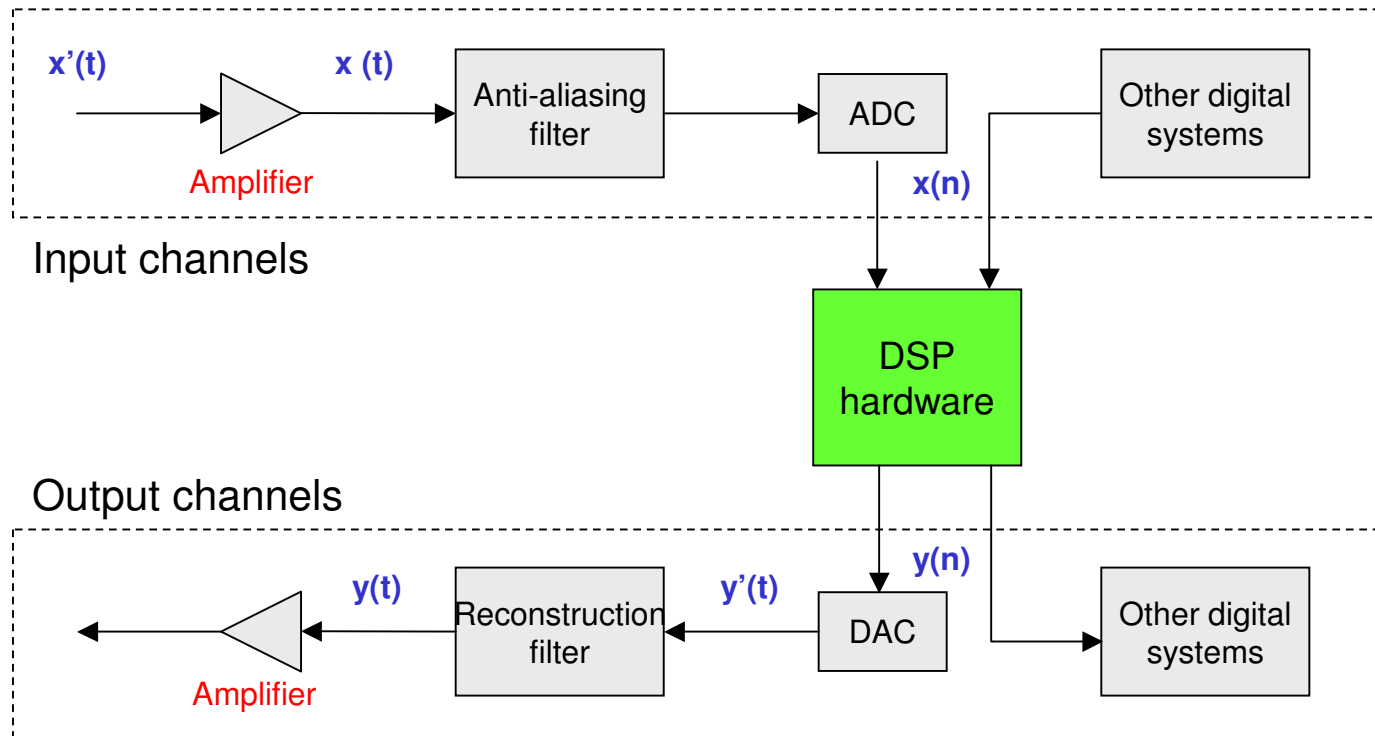 x’(t)
x (t)
Amplifier
Anti-aliasing
filter
ADC
x(n)
Other digital
systems
Input channels
DSP
hardware
Output channels
y(n)
y’(t)
y(t)
Amplifier
Reconstruction
filter
DAC
Other digital
systems